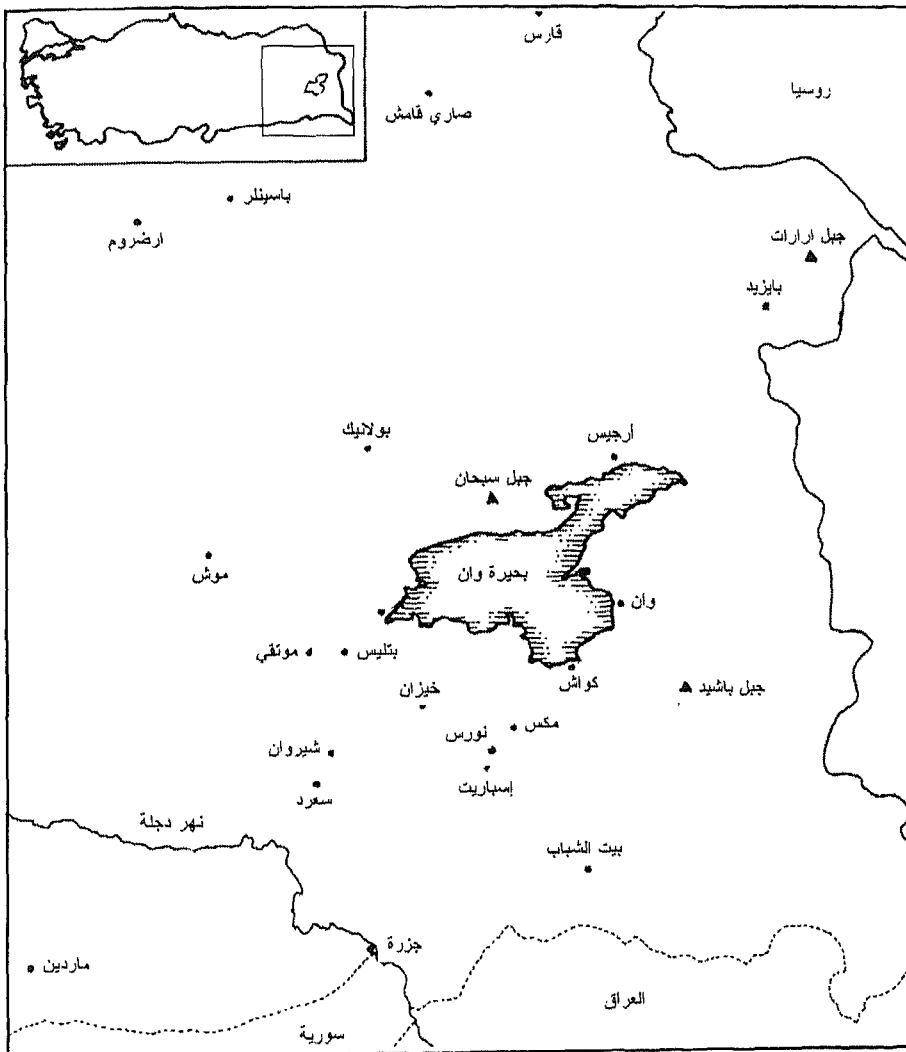 قارس
روسيا
صاري قامش
باسينلر
ارضروم
جبل ارارات
بايزيد
بولانيك
أرجيس
جبل سبحان
موش
بحيرة وان
وان
موتقي
بتليس
كواش
جبل باشيد
خيزان
مكس
نورس
شيروان
إسباريت
سعرد
نهر دجلة
بيت الشباب
جزرة
ماردين
العراق
سورية